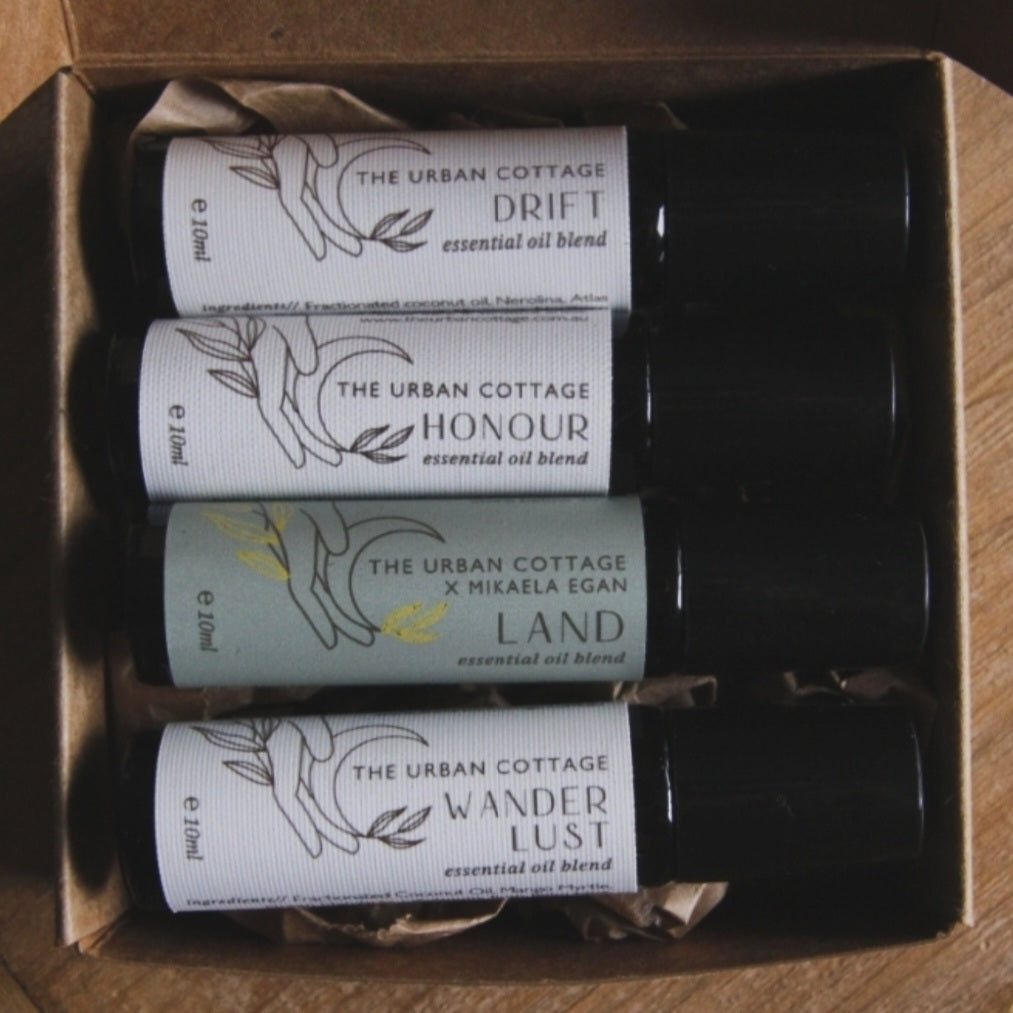 THE URBAN COTTAGE
DRIFT
essential oil blend
e 10ml
Ingredients// Fractionated coconut oil, Nerolina, Atlas
www.theurbancottage.com.au
THE URBAN COTTAGE
HONOUR
essential oil blend
e 10ml
THE URBAN COTTAGE
X MIKAELA EGAN
LAND
essential oil blend
e 10ml
THE URBAN COTTAGE
WANDER
LUST
essential oil blend
e 10ml
Ingredients// Fractionated Coconut Oil, Mango Myrtle,